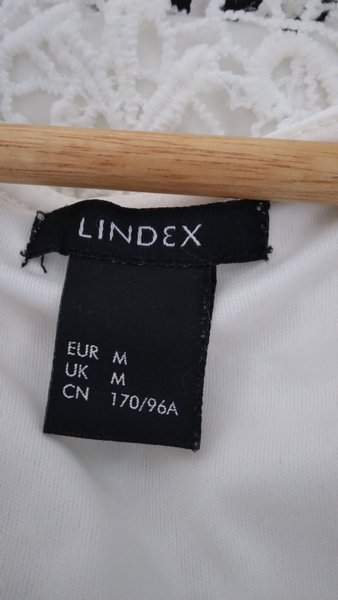 LINDEX
EUR M
UK M
CN 170/96A